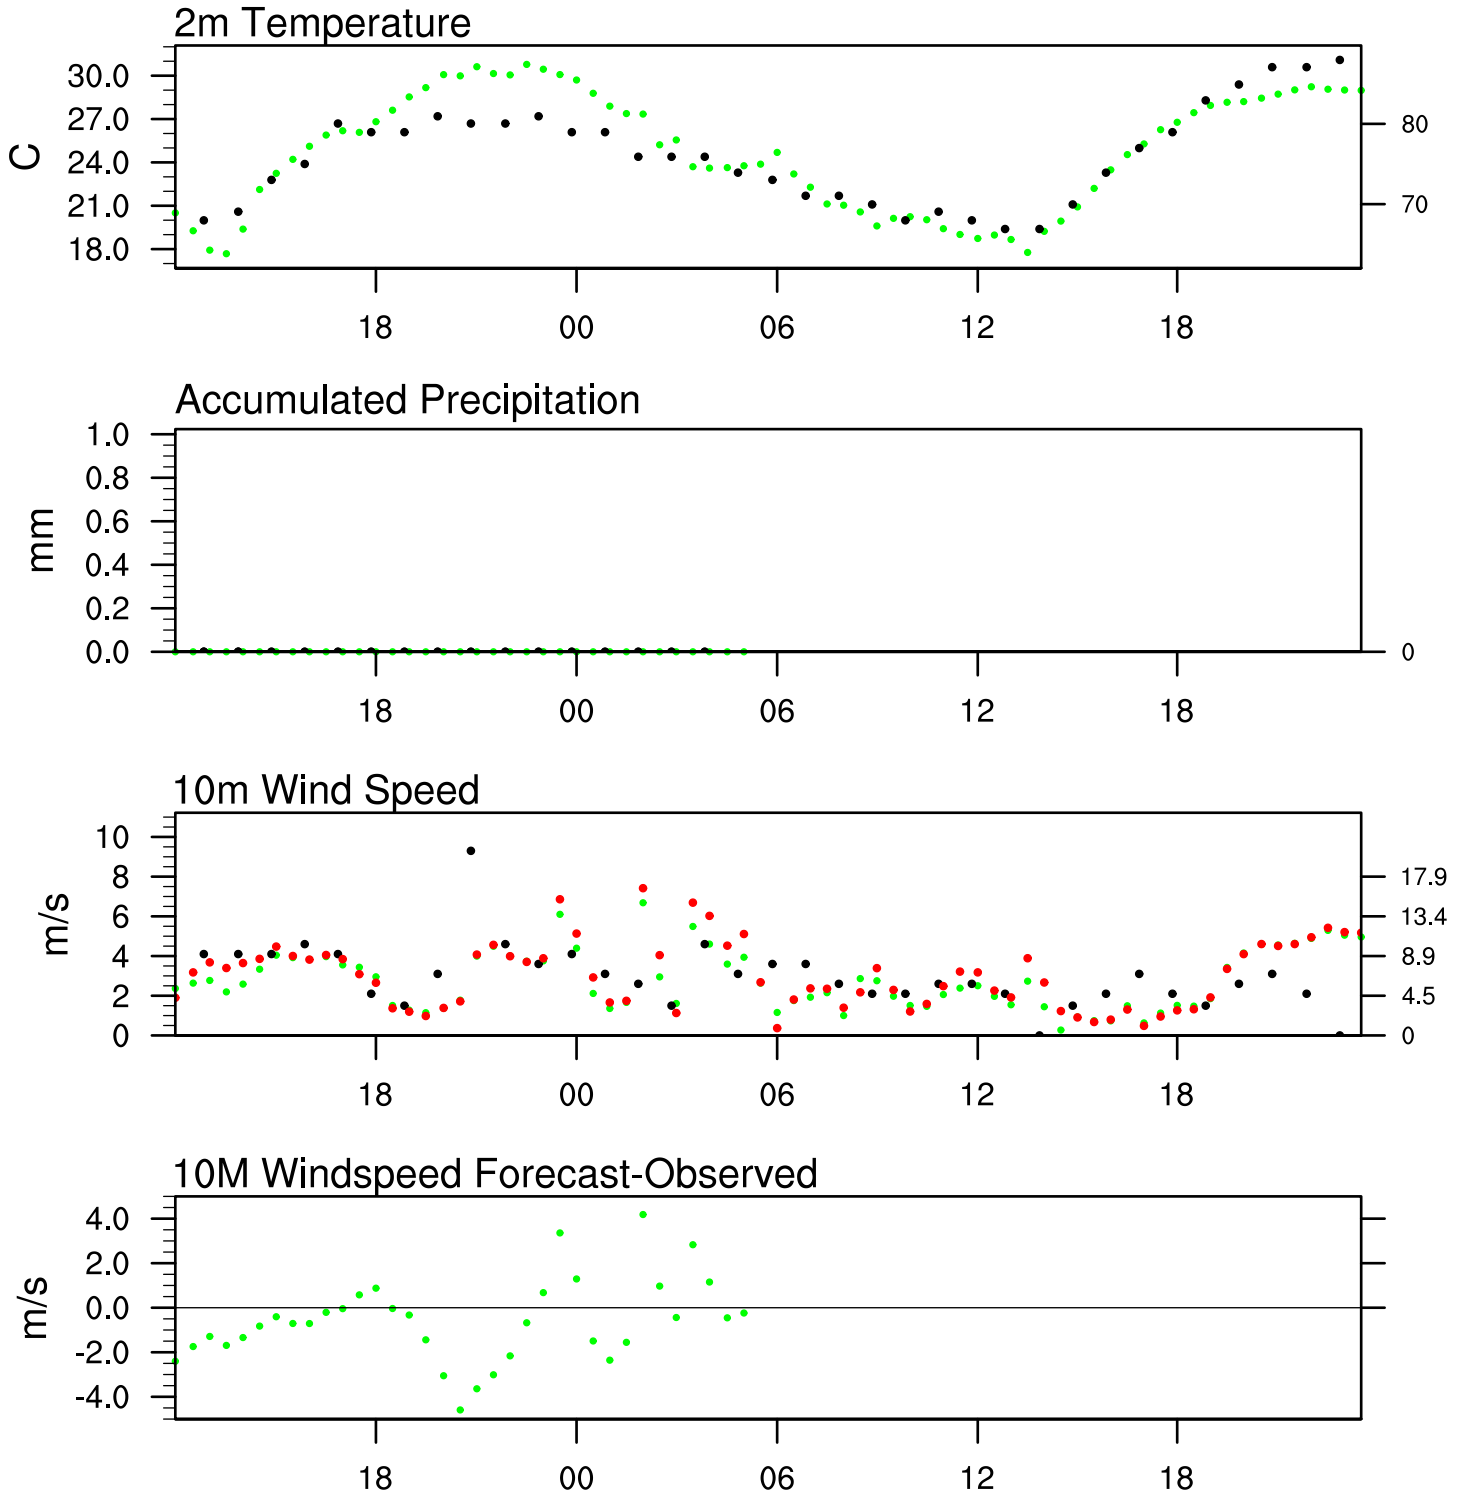 2m Temperature
30.0
27.0
24.0
21.0
18.0
C
80
70
18 00 06 12 18
Accumulated Precipitation
1.0
0.8
0.6
0.4
0.2
0.0
mm
0
18 00 06 12 18
10m Wind Speed
10
8
6
4
2
0
m/s
17.9
13.4
8.9
4.5
0
18 00 06 12 18
10M Windspeed Forecast-Observed
4.0
2.0
0.0
-2.0
-4.0
m/s
18 00 06 12 18